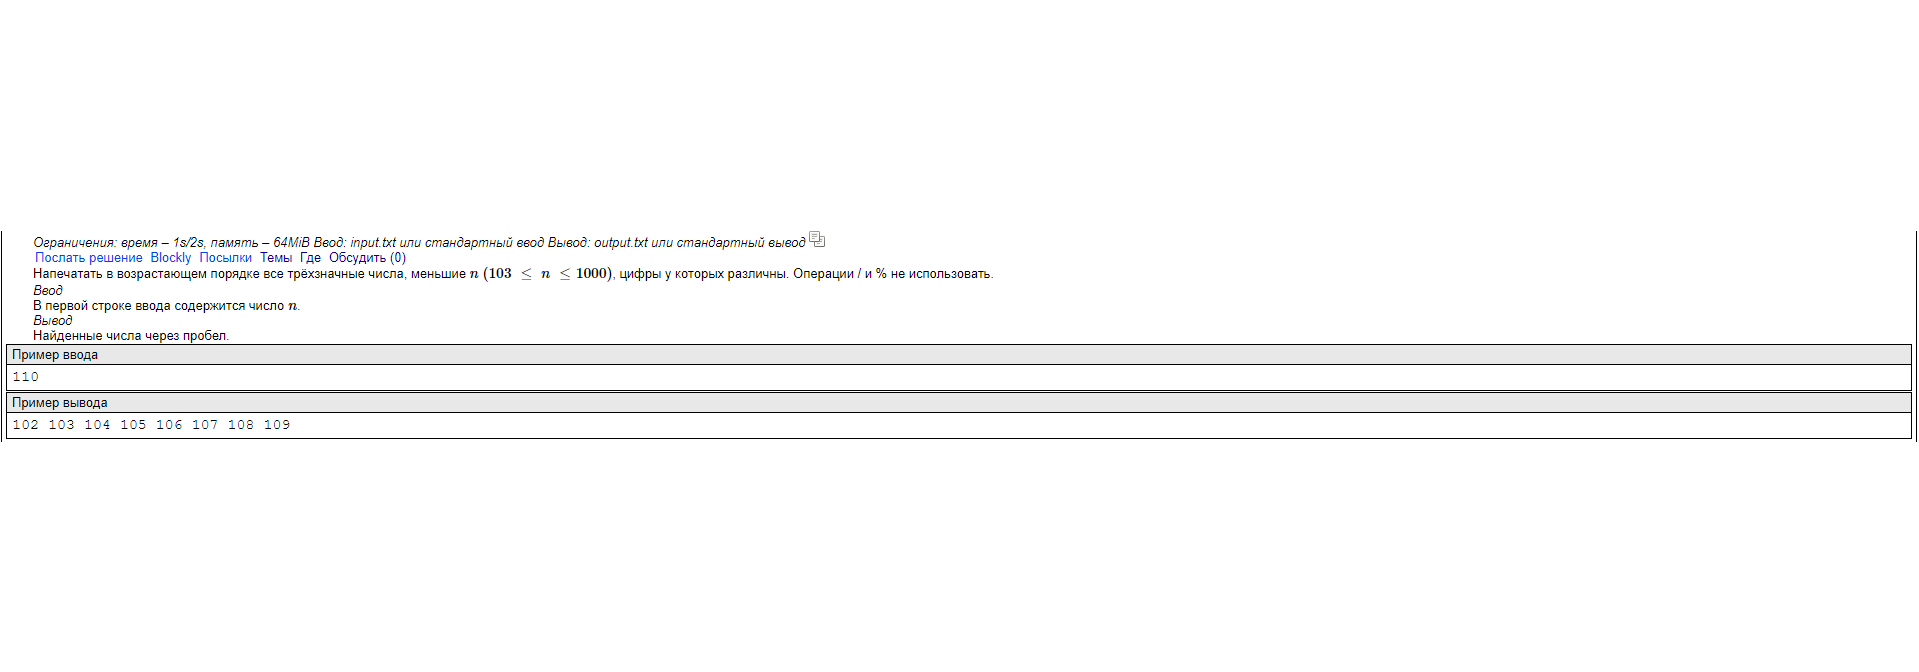 Ограничения: время – 1s/2s, память – 64MiB Ввод: input.txt или стандартный ввод Вывод: output.txt или стандартный вывод
Послать решение Blockly Посылки Темы Где Обсудить (0)
Напечатать в возрастающем порядке все трёхзначные числа, меньшие n (103 ≤ n ≤ 1000), цифры у которых различны. Операции / и % не использовать.
Ввод
В первой строке ввода содержится число n.
Вывод
Найденные числа через пробел.
Пример ввода
110
Пример вывода
102 103 104 105 106 107 108 109